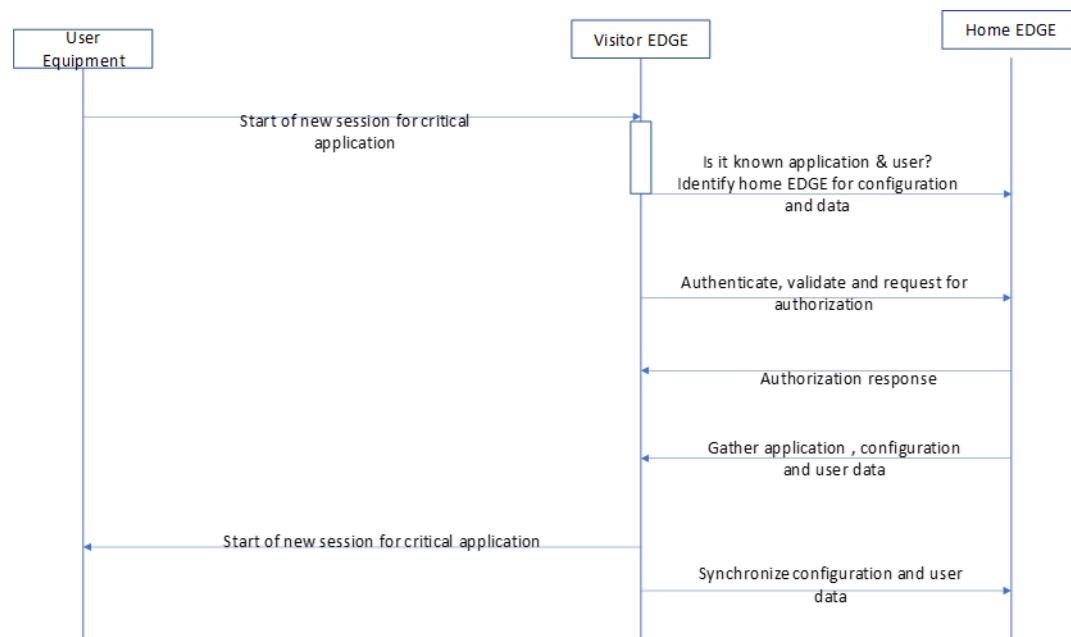 User
Equipment
Visitor EDGE
Home EDGE
Start of new session for critical
application
Is it known application & user?
Identify home EDGE for configuration
and data
Authenticate, validate and request for
authorization
Authorization response
Gather application , configuration
and user data
Start of new session for critical application
Synchronize configuration and user
data